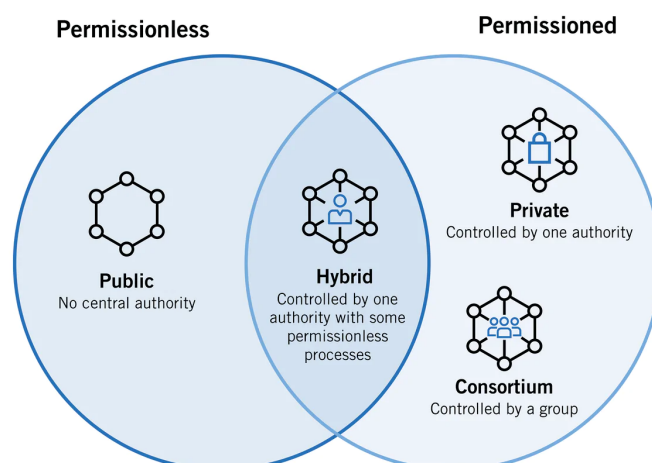 Permissionless
Permissioned
Public
No central authority
Hybrid
Controlled by one
authority with some
permissionless
processes
Private
Controlled by one authority
Consortium
Controlled by a group